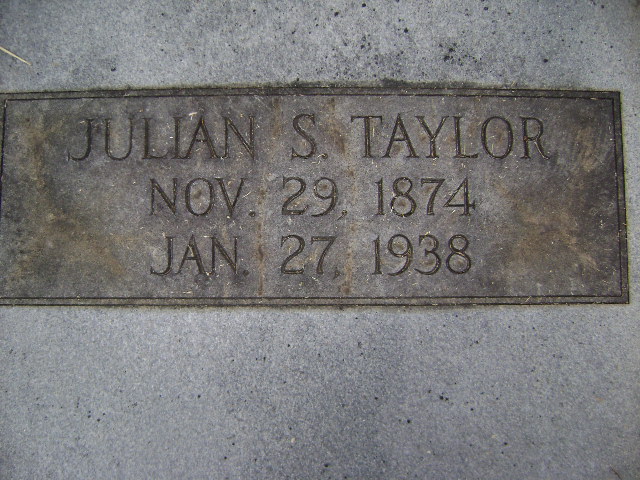 JULIAN S. TAYLOR
NOV. 29, 1874
JAN. 27, 1938